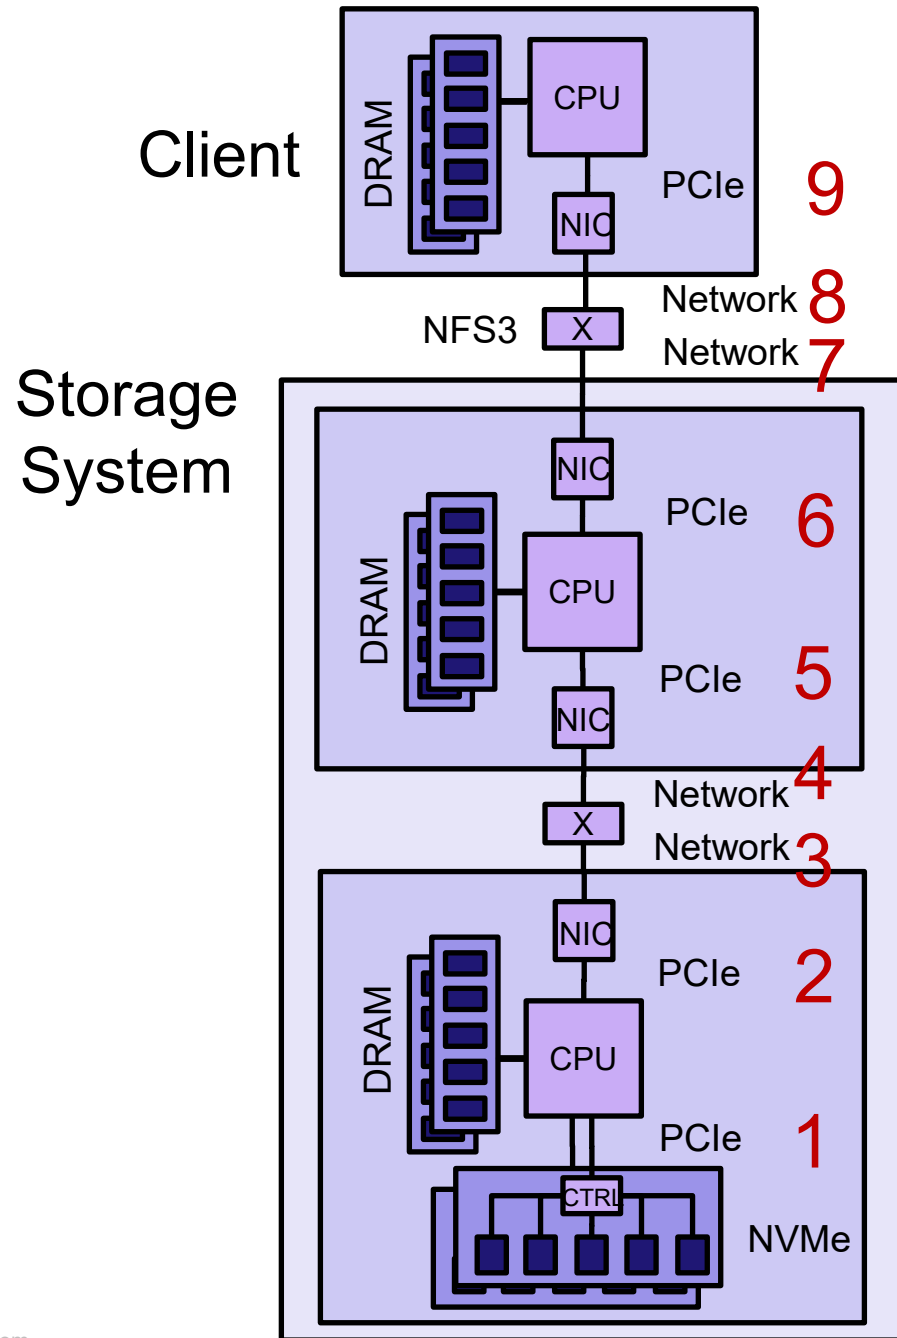 CPU
DRAM
Client
PCIe
9
NIC
Network
8
NFS3
X
Network
7
Storage
System
NIC
PCIe
6
DRAM
CPU
PCIe
5
NIC
4
Network
X
Network
3
NIC
PCIe
2
DRAM
CPU
PCIe
1
CTRL
NVMe